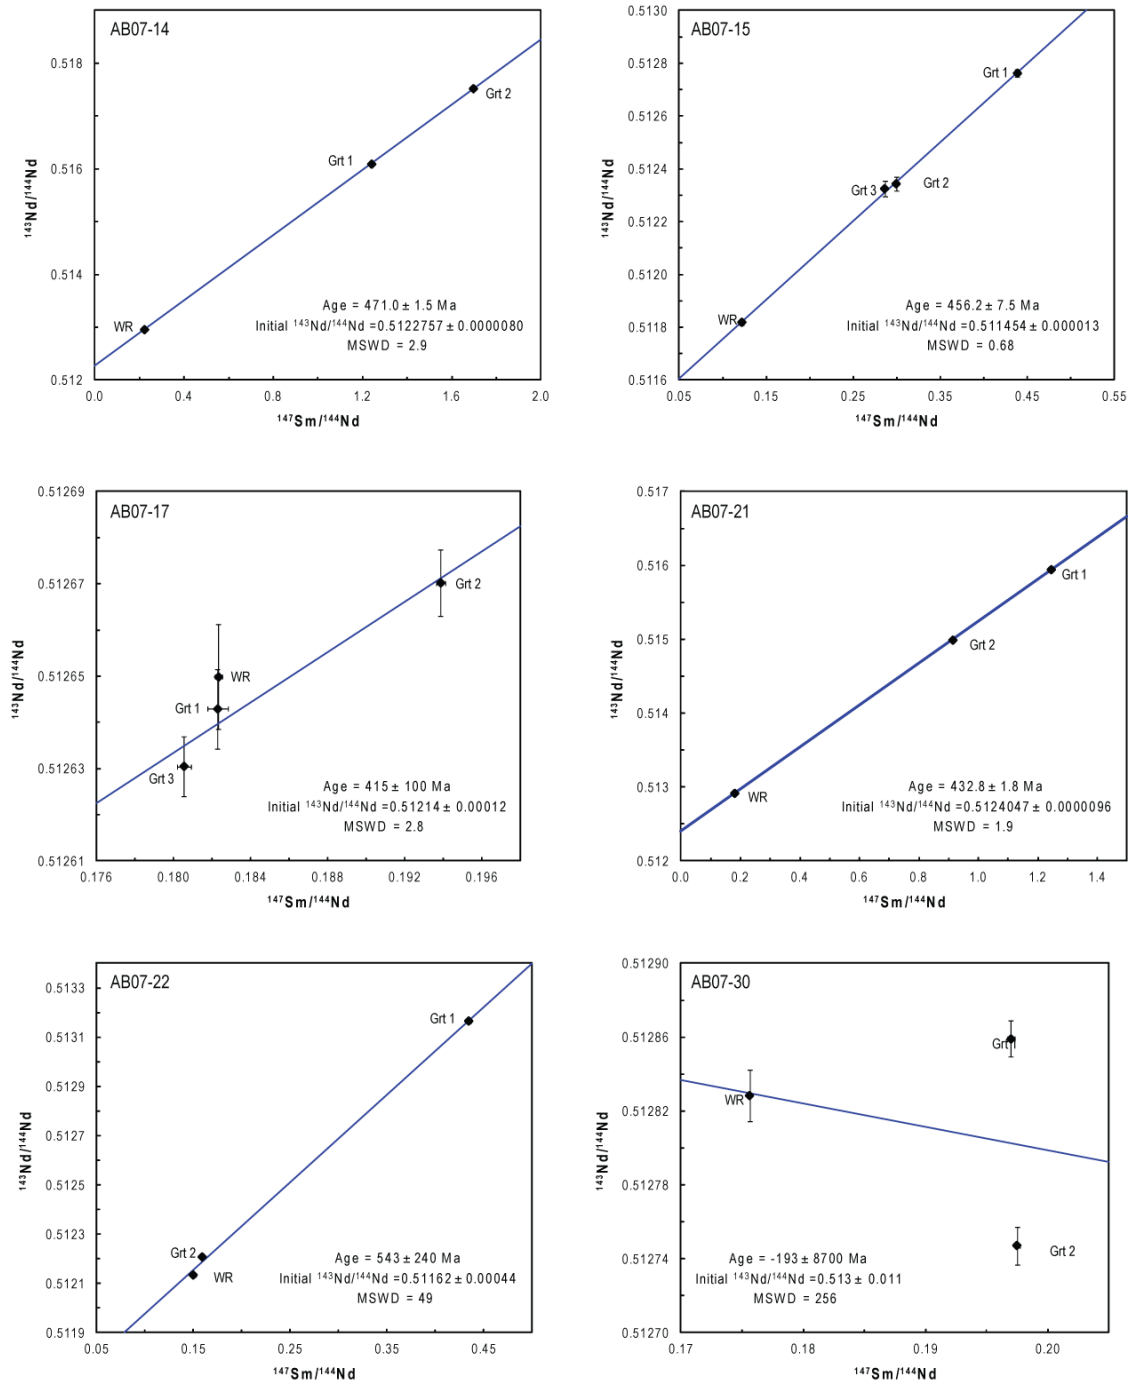 AB07-14
0.518
0.516
0.514
0.512
0.0 0.4 0.8 1.2 1.6 2.0
¹⁴³Nd/¹⁴⁴Nd
¹⁴⁷Sm/¹⁴⁴Nd
Grt 2
Grt 1
WR
Age = 471.0 ± 1.5 Ma
Initial ¹⁴³Nd/¹⁴⁴Nd =0.5122757 ± 0.0000080
MSWD = 2.9
AB07-15
0.5130
0.5128
0.5126
0.5124
0.5122
0.5120
0.5118
0.5116
0.05 0.15 0.25 0.35 0.45 0.55
¹⁴³Nd/¹⁴⁴Nd
¹⁴⁷Sm/¹⁴⁴Nd
Grt 1
Grt 3
Grt 2
WR
Age = 456.2 ± 7.5 Ma
Initial ¹⁴³Nd/¹⁴⁴Nd =0.511454 ± 0.000013
MSWD = 0.68
AB07-17
0.51269
0.51267
0.51265
0.51263
0.51261
0.176 0.180 0.184 0.188 0.192 0.196
¹⁴³Nd/¹⁴⁴Nd
¹⁴⁷Sm/¹⁴⁴Nd
Grt 2
WR
Grt 1
Grt 3
Age = 415 ± 100 Ma
Initial ¹⁴³Nd/¹⁴⁴Nd =0.51214 ± 0.00012
MSWD = 2.8
AB07-21
0.517
0.516
0.515
0.514
0.513
0.512
0.0 0.2 0.4 0.6 0.8 1.0 1.2 1.4
¹⁴³Nd/¹⁴⁴Nd
¹⁴⁷Sm/¹⁴⁴Nd
Grt 1
Grt 2
WR
Age = 432.8 ± 1.8 Ma
Initial ¹⁴³Nd/¹⁴⁴Nd =0.5124047 ± 0.0000096
MSWD = 1.9
AB07-22
0.5133
0.5131
0.5129
0.5127
0.5125
0.5123
0.5121
0.5119
0.05 0.15 0.25 0.35 0.45
¹⁴³Nd/¹⁴⁴Nd
¹⁴⁷Sm/¹⁴⁴Nd
Grt 1
Grt 2
WR
Age = 543 ± 240 Ma
Initial ¹⁴³Nd/¹⁴⁴Nd =0.51162 ± 0.00044
MSWD = 49
AB07-30
0.51290
0.51286
0.51282
0.51278
0.51274
0.51270
0.17 0.18 0.19 0.20
¹⁴³Nd/¹⁴⁴Nd
¹⁴⁷Sm/¹⁴⁴Nd
Grt 1
WR
Grt 2
Age = -193 ± 8700 Ma
Initial ¹⁴³Nd/¹⁴⁴Nd =0.513 ± 0.011
MSWD = 256